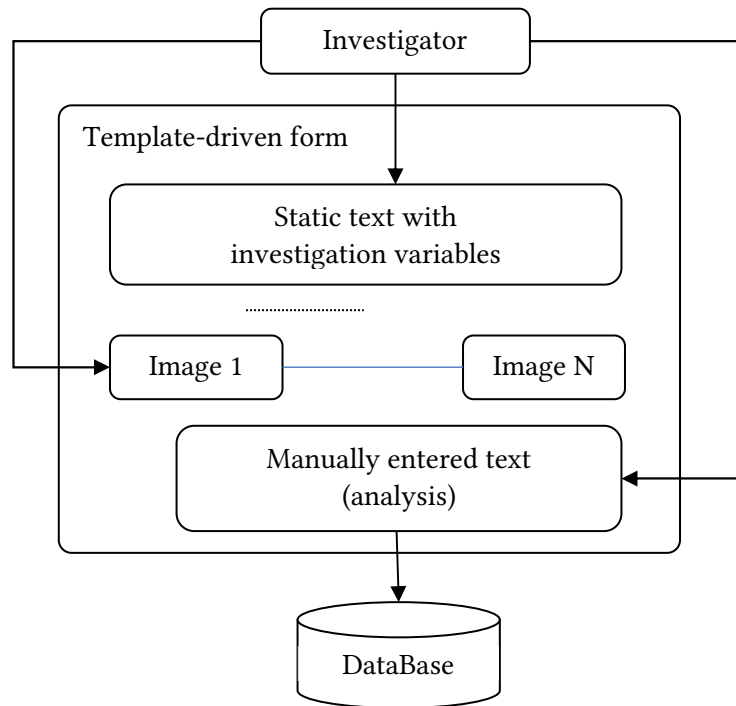 Investigator
Template-driven form
Static text with
investigation variables
Image 1
Image N
Manually entered text
(analysis)
DataBase